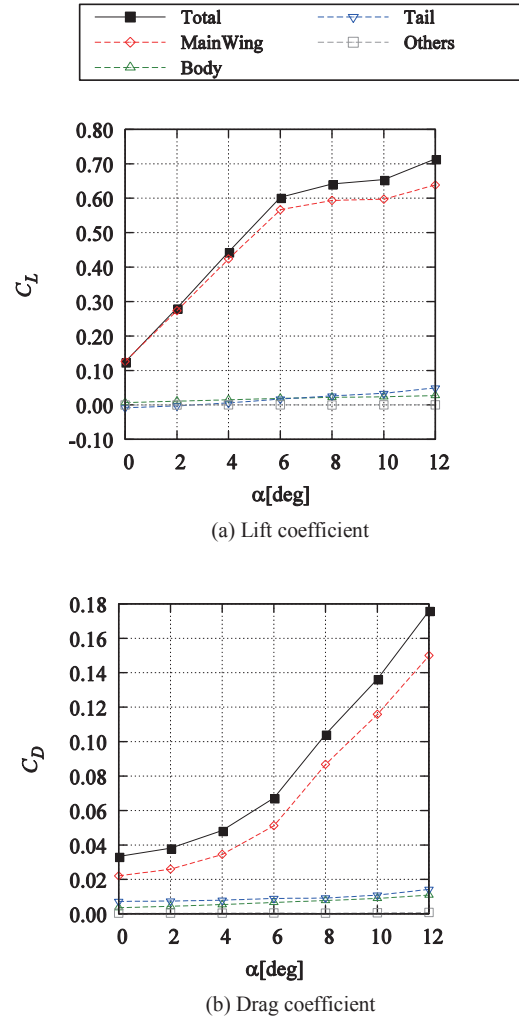 Total
Tail
MainWing
Others
Body
0.80
0.70
0.60
0.50
0.40
0.30
0.20
0.10
0.00
-0.10
C_L
0 2 4 6 8 10 12
α[deg]
(a) Lift coefficient
0.18
0.16
0.14
0.12
0.10
0.08
0.06
0.04
0.02
0.00
C_D
0 2 4 6 8 10 12
α[deg]
(b) Drag coefficient